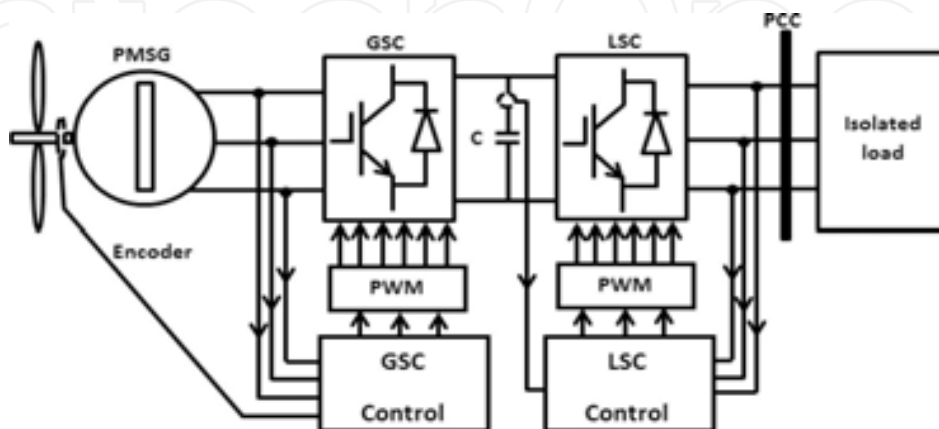 PMSG
GSC
LSC
PCC
C
Isolated
load
Encoder
PWM
PWM
GSC
Control
LSC
Control